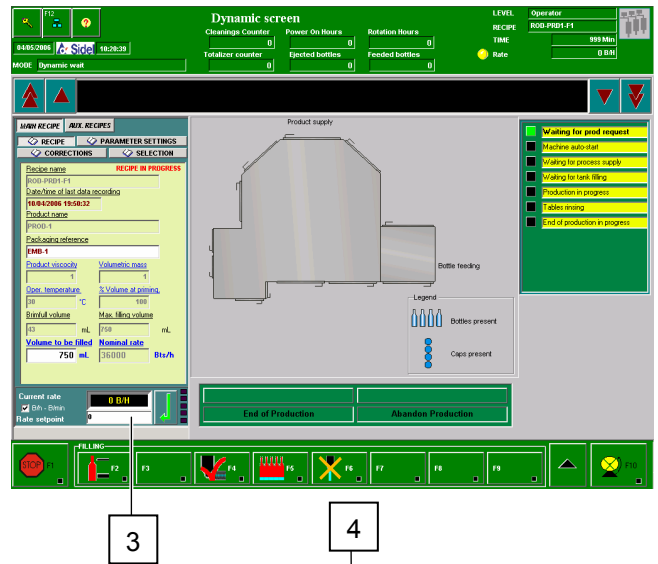 F12
?
04/05/2006 Sidel 10:20:39
MODE Dynamic wait
Dynamic screen
Cleanings Counter Power On Hours Rotation Hours
0 0 0
Totalizer counter Ejected bottles Feeded bottles
0 0 0
LEVEL Operator
RECIPE ROD-PRD1-F1
TIME 999 Min
Rate 0 B/H
MAIN RECIPE AUX. RECIPES
RECIPE PARAMETER SETTINGS
CORRECTIONS SELECTION
Recipe name RECIPE IN PROGRESS
ROD-PRD1-F1
Date/time of last data recording
10/04/2006 19:50:32
Product name
PROD-1
Packaging reference
EMB-1
Product viscocity Volumetric mass
1 1
Oper. temperature % Volume at priming.
30 °C 100
Brimfull volume Max. filling volume
43 mL 750 mL
Volume to be filled Nominal rate
750 mL 36000 Bts/h
Current rate 0 B/H
B/h - B/min
Rate setpoint 0
Product supply
Bottle feeding
Legend
Bottles present
Caps present
End of Production Abandon Production
Waiting for prod request
Machine auto-start
Waiting for process supply
Waiting for tank filling
Production in progress
Tables rinsing
End of production in progress
FILLING
STOP F1 F2 F3 F4 F5 F6 F7 F8 F9 F10
3 4